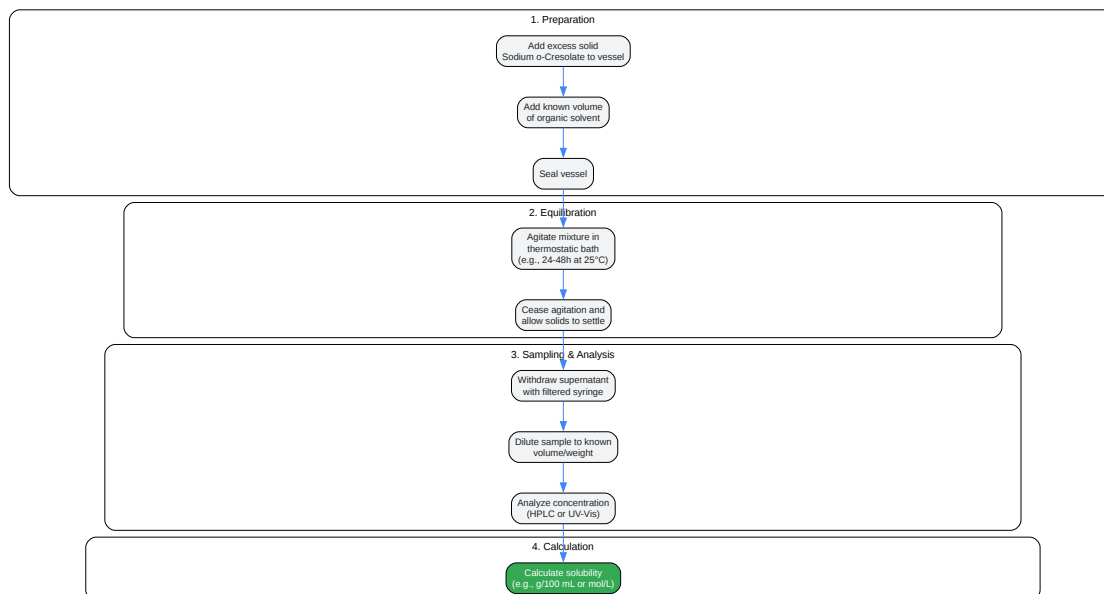 1. Preparation
Add excess solid
Sodium o-Cresolate to vessel
Add known volume
of organic solvent
Seal vessel
2. Equilibration
Agitate mixture in
thermostatic bath
(e.g., 24-48h at 25°C)
Cease agitation and
allow solids to settle
3. Sampling & Analysis
Withdraw supernatant
with filtered syringe
Dilute sample to known
volume/weight
Analyze concentration
(HPLC or UV-Vis)
4. Calculation
Calculate solubility
(e.g., g/100 mL or mol/L)